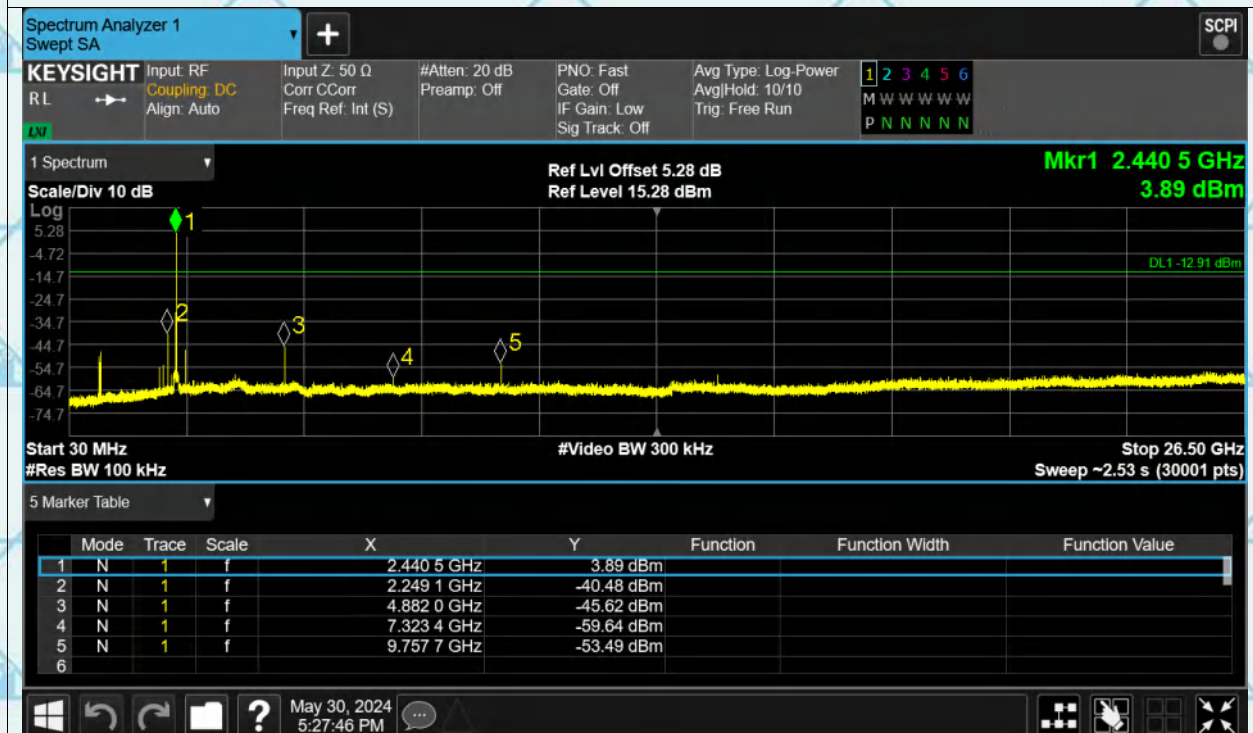 Spectrum Analyzer 1
Swept SA
+
SCPI
KEYSIGHT Input: RF Input Z: 50 Ω #Atten: 20 dB PNO: Fast Avg Type: Log-Power 1 2 3 4 5 6
RL Coupling: DC Corr CCorr Preamp: Off Gate: Off Avg|Hold: 10/10 M W W W W W
Align: Auto Freq Ref: Int (S) IF Gain: Low Trig: Free Run
LXI Sig Track: Off P N N N N N
1 Spectrum
Ref Lvl Offset 5.28 dB Mkr1 2.440 5 GHz
Scale/Div 10 dB Ref Level 15.28 dBm 3.89 dBm
Log
1
5.28
-4.72
DL1 -12.91 dBm
-14.7
-24.7
2
-34.7 3
-44.7 5
4
-54.7
-64.7
-74.7
Start 30 MHz #Video BW 300 kHz Stop 26.50 GHz
#Res BW 100 kHz Sweep ~2.53 s (30001 pts)
5 Marker Table
Mode Trace Scale X Y Function Function Width Function Value
1 N 1 f 2.440 5 GHz 3.89 dBm
2 N 1 f 2.249 1 GHz -40.48 dBm
3 N 1 f 4.882 0 GHz -45.62 dBm
4 N 1 f 7.323 4 GHz -59.64 dBm
5 N 1 f 9.757 7 GHz -53.49 dBm
6
? May 30, 2024
5:27:46 PM